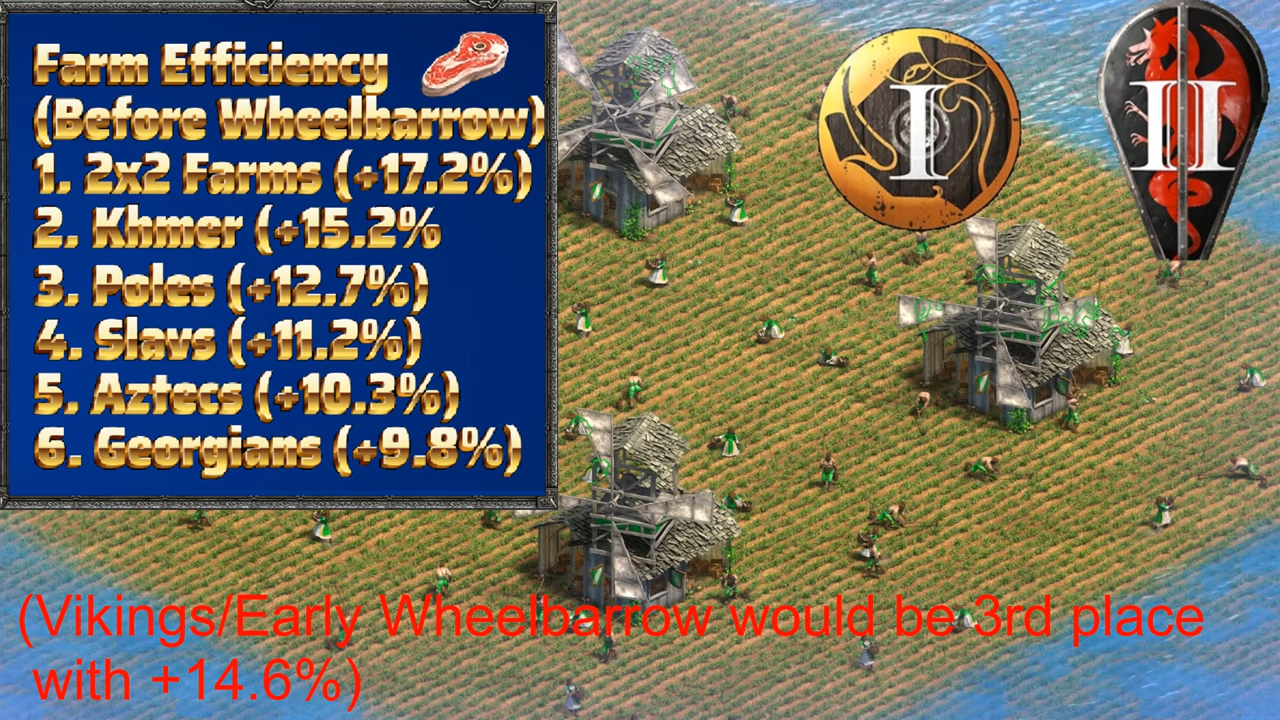 Farm Efficiency
(Before Wheelbarrow)
1. 2x2 Farms (+17.2%)
2. Khmer (+15.2%
3. Poles (+12.7%)
4. Slavs (+11.2%)
5. Aztecs (+10.3%)
6. Georgians (+9.8%)
I
II
(Vikings/Early Wheelbarrow would be 3rd place
with +14.6%)